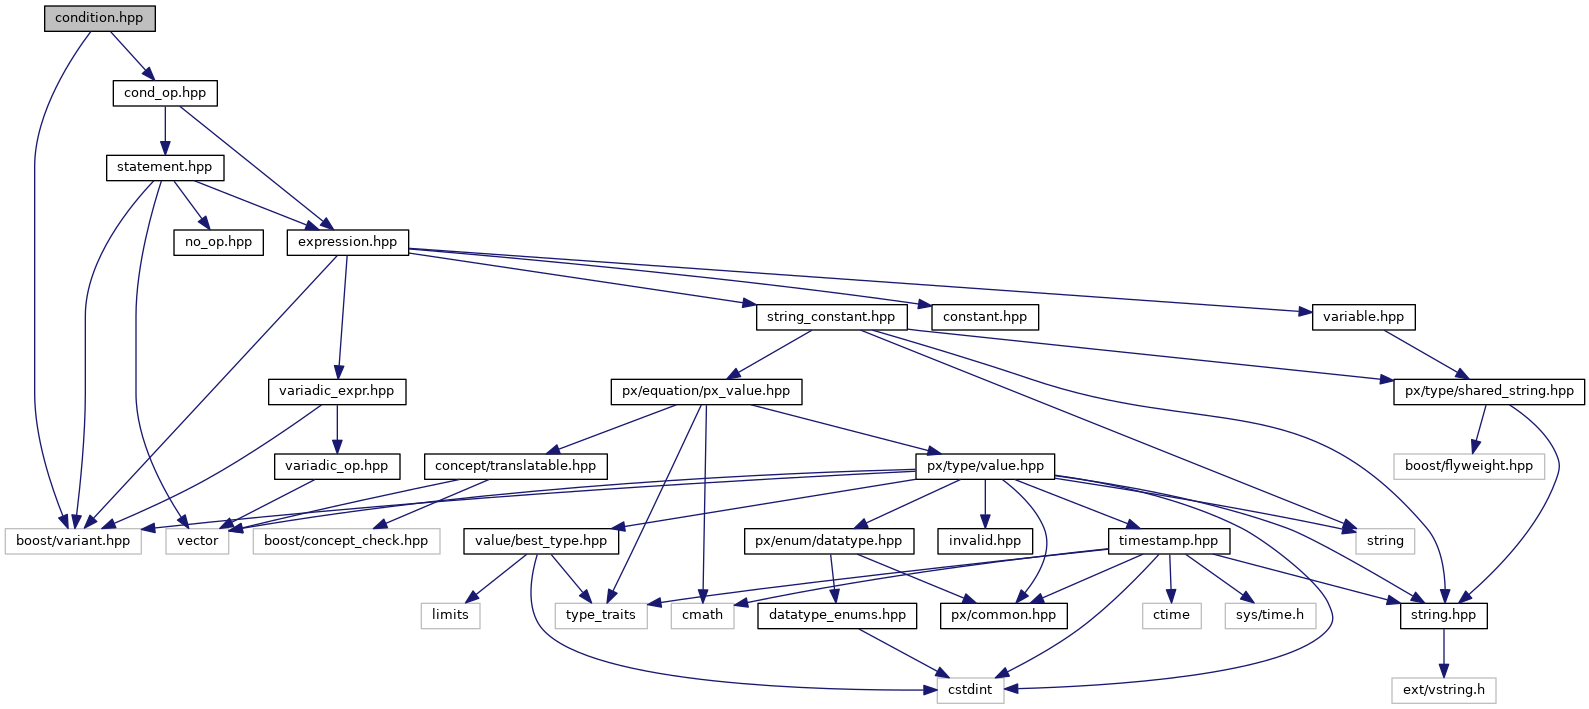 condition.hpp
cond_op.hpp
statement.hpp
no_op.hpp
expression.hpp
string_constant.hpp
constant.hpp
variable.hpp
variadic_expr.hpp
px/equation/px_value.hpp
px/type/shared_string.hpp
variadic_op.hpp
concept/translatable.hpp
px/type/value.hpp
boost/flyweight.hpp
boost/variant.hpp
vector
boost/concept_check.hpp
value/best_type.hpp
px/enum/datatype.hpp
invalid.hpp
timestamp.hpp
string
limits
type_traits
cmath
datatype_enums.hpp
px/common.hpp
ctime
sys/time.h
string.hpp
cstdint
ext/vstring.h